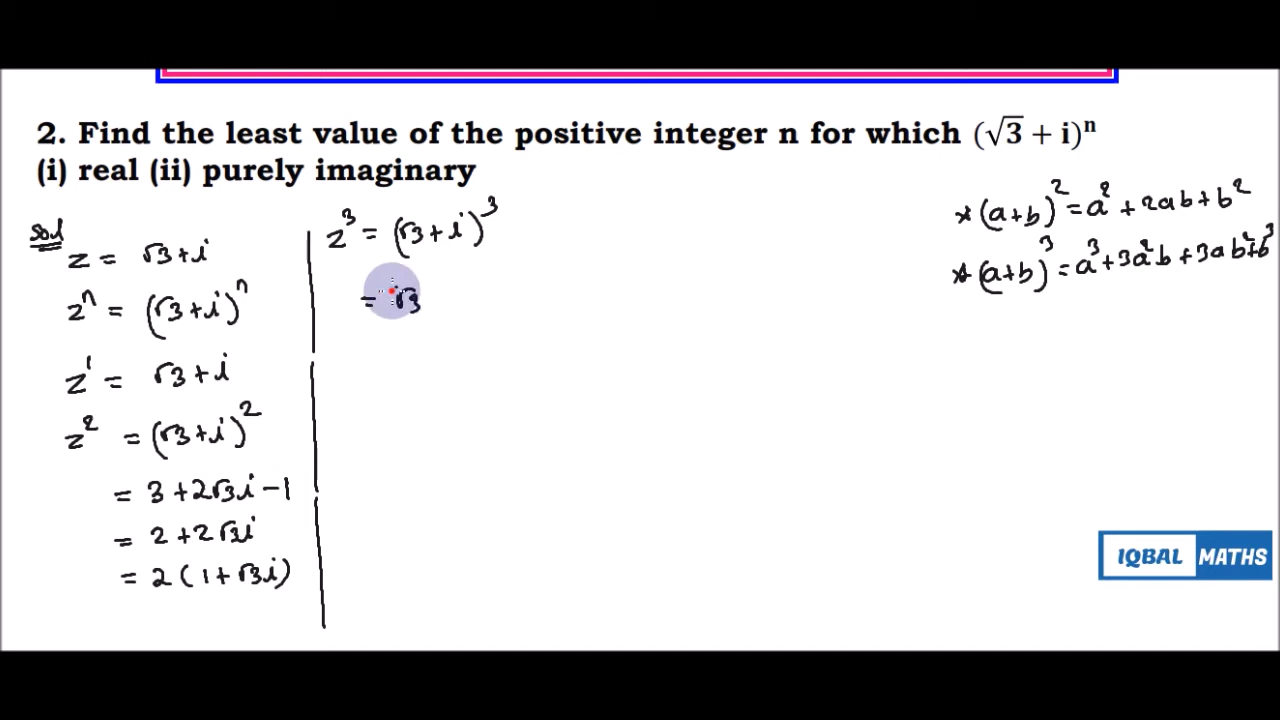 2. Find the least value of the positive integer n for which (√3 + i)ⁿ
(i) real (ii) purely imaginary
Sol
z = √3+i
zⁿ = (√3+i)ⁿ
z¹ = √3+i
z² = (√3+i)²
= 3+2√3i-1
= 2+2√3i
= 2(1+√3i)
z³ = (√3+i)³
= √3
*(a+b)² = a²+2ab+b²
*(a+b)³ = a³+3a²b+3ab²+b³
IQBAL MATHS